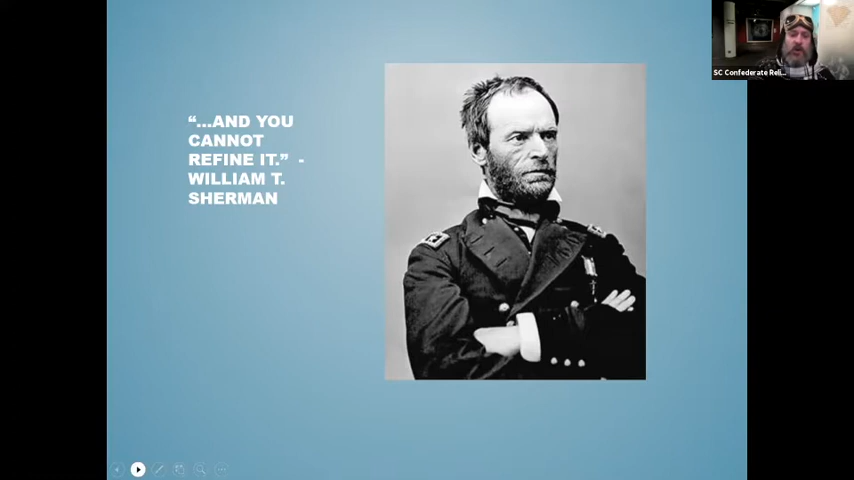 “...AND YOU
CANNOT
REFINE IT.” -
WILLIAM T.
SHERMAN
SC Confederate Reli...